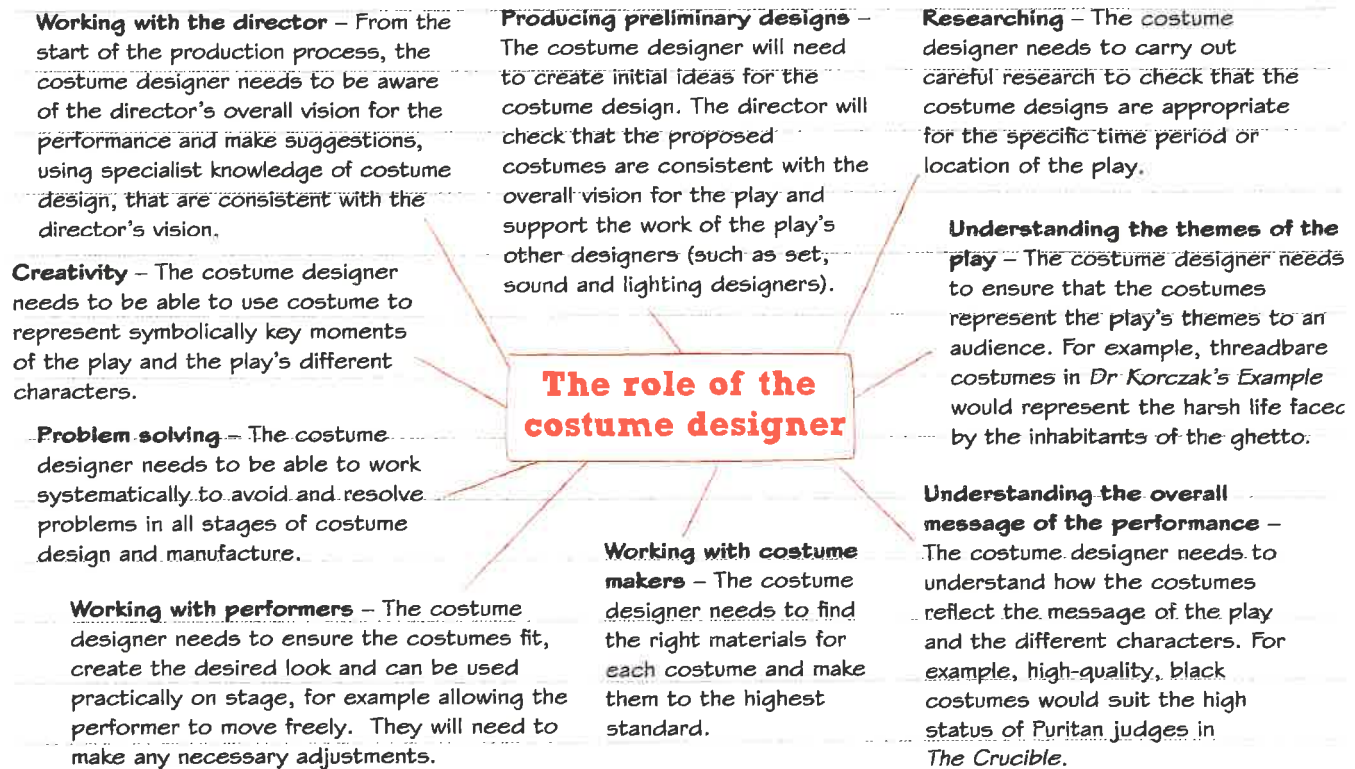 Working with the director – From the
start of the production process, the
costume designer needs to be aware
of the director's overall vision for the
performance and make suggestions,
using specialist knowledge of costume
design, that are consistent with the
director's vision.
Producing preliminary designs –
The costume designer will need
to create initial ideas for the
costume design. The director will
check that the proposed
costumes are consistent with the
overall vision for the play and
support the work of the play's
other designers (such as set,
sound and lighting designers).
Researching – The costume
designer needs to carry out
careful research to check that the
costume designs are appropriate
for the specific time period or
location of the play.
Creativity – The costume designer
needs to be able to use costume to
represent symbolically key moments
of the play and the play's different
characters.
The role of the
costume designer
Understanding the themes of the
play – The costume designer needs
to ensure that the costumes
represent the play's themes to an
audience. For example, threadbare
costumes in Dr Korczak's Example
would represent the harsh life faced
by the inhabitants of the ghetto.
Problem solving – The costume
designer needs to be able to work
systematically to avoid and resolve
problems in all stages of costume
design and manufacture.
Understanding the overall
message of the performance –
The costume designer needs to
understand how the costumes
reflect the message of the play
and the different characters. For
example, high-quality, black
costumes would suit the high
status of Puritan judges in
The Crucible.
Working with performers – The costume
designer needs to ensure the costumes fit,
create the desired look and can be used
practically on stage, for example allowing the
performer to move freely. They will need to
make any necessary adjustments.
Working with costume
makers – The costume
designer needs to find
the right materials for
each costume and make
them to the highest
standard.